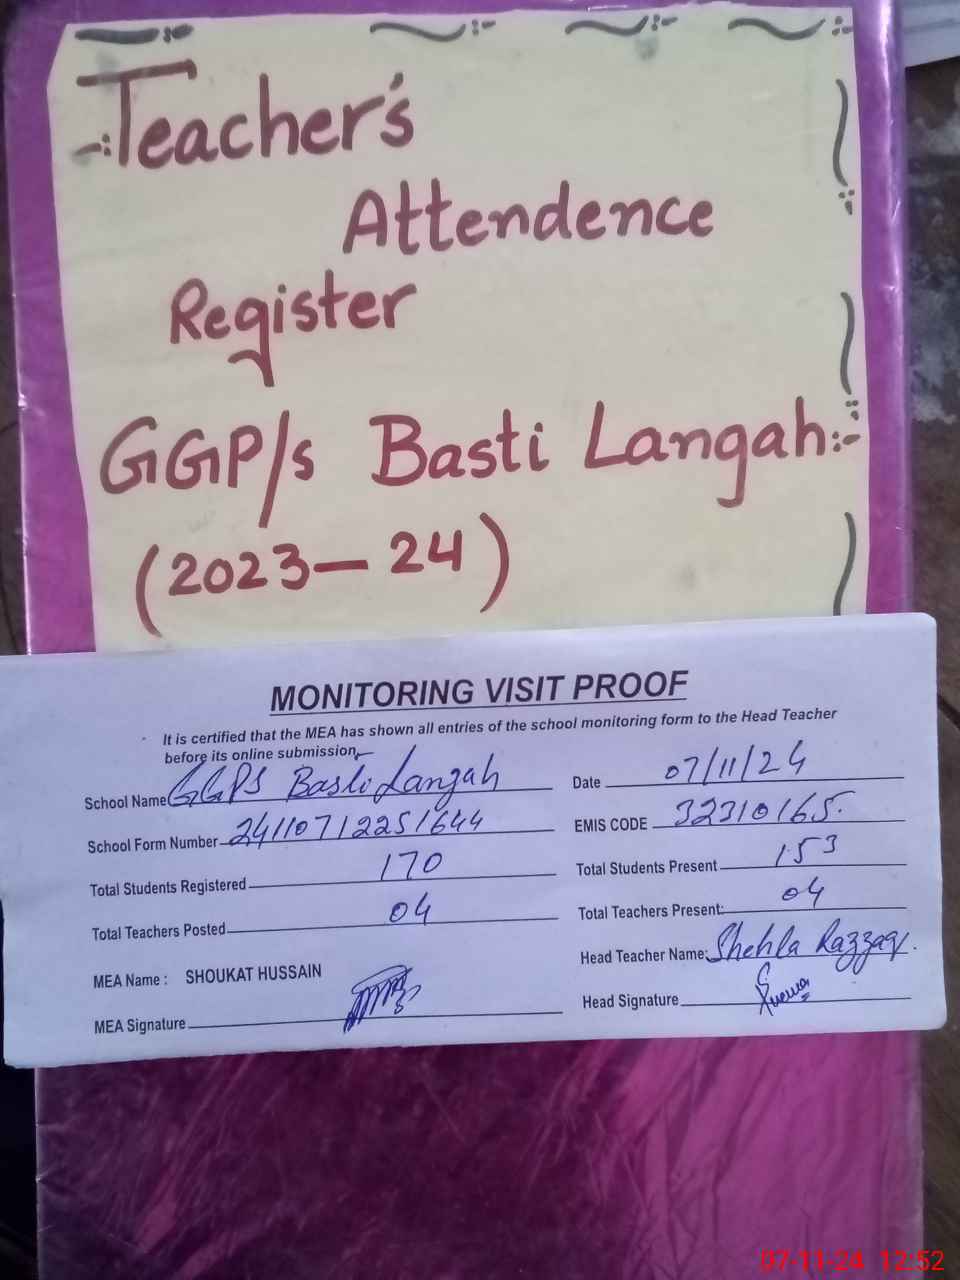 Teacher's
Attendence
Register
GGP/s Basti Langah
(2023-24)
MONITORING VISIT PROOF
It is certified that the MEA has shown all entries of the school monitoring form to the Head Teacher
before its online submission,
School Name GGPS Basti Langah Date 07/11/24
School Form Number 241107122251644 EMIS CODE 32310165.
Total Students Registered 170 Total Students Present 153
Total Teachers Posted 04 Total Teachers Present: 04
MEA Name : SHOUKAT HUSSAIN Head Teacher Name: Shehla Razzaq.
MEA Signature Head Signature
07-11-24 12:52